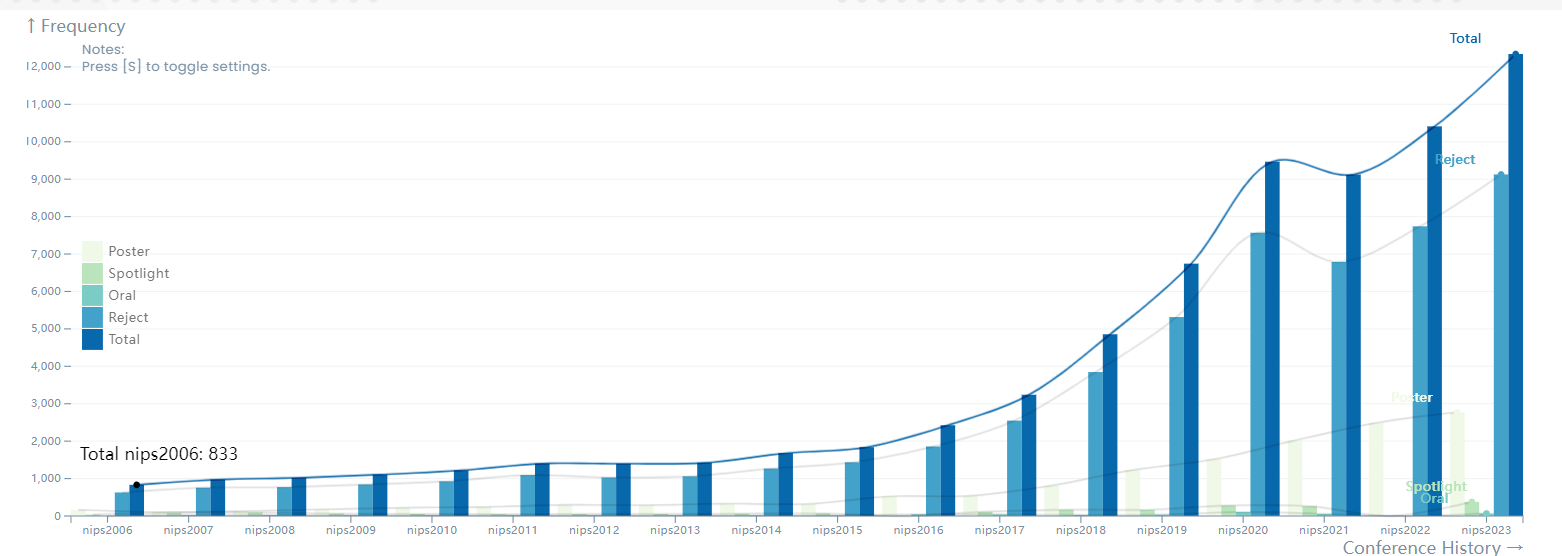 ↑ Frequency
Notes:
Press [S] to toggle settings.
12,000
11,000
10,000
9,000
8,000
7,000
6,000
5,000
4,000
3,000
2,000
1,000
0
Poster
Spotlight
Oral
Reject
Total
Total nips2006: 833
Total
Reject
Poster
Spotlight
Oral
nips2006 nips2007 nips2008 nips2009 nips2010 nips2011 nips2012 nips2013 nips2014 nips2015 nips2016 nips2017 nips2018 nips2019 nips2020 nips2021 nips2022 nips2023
Conference History →